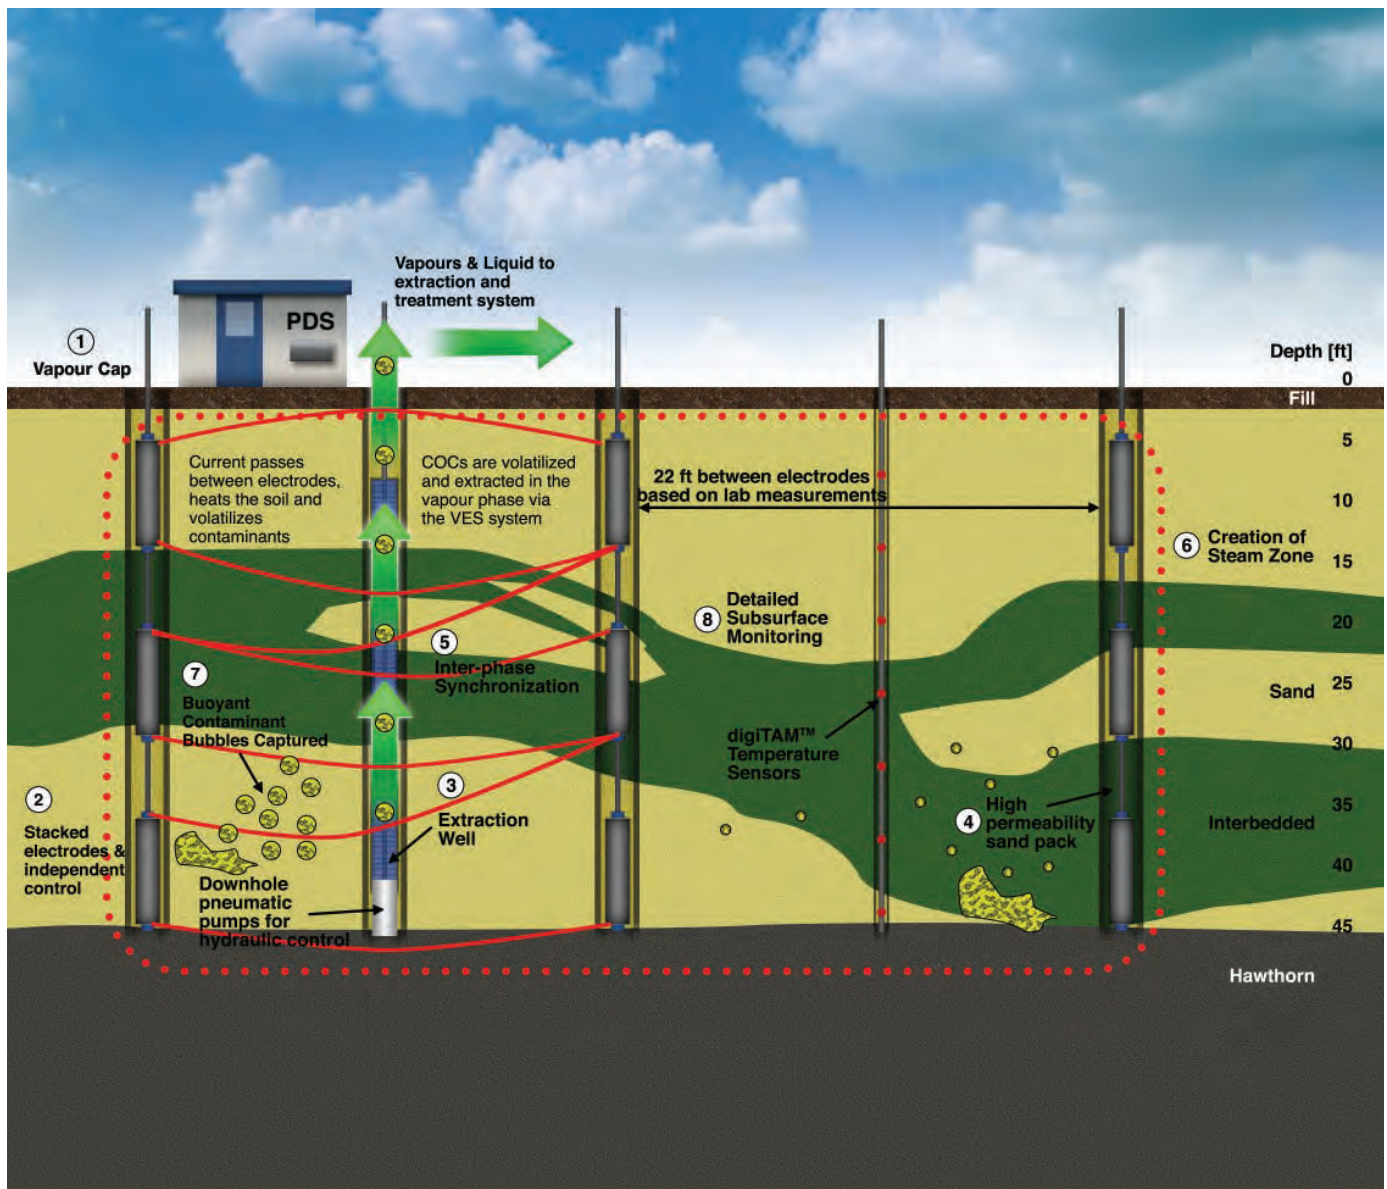 Vapours & Liquid to
extraction and
treatment system
PDS
1
Vapour Cap
Depth [ft]
0
Fill
5
10
15
20
25
30
35
40
45
Current passes
between electrodes,
heats the soil and
volatilizes
contaminants
COCs are volatilized
and extracted in the
vapour phase via
the VES system
22 ft between electrodes
based on lab measurements
6
Creation of
Steam Zone
8
Detailed
Subsurface
Monitoring
5
Inter-phase
Synchronization
7
Buoyant
Contaminant
Bubbles Captured
Sand
digiTAM™
Temperature
Sensors
2
Stacked
electrodes &
independent
control
3
Extraction
Well
4
High
permeability
sand pack
Interbedded
Downhole
pneumatic
pumps for
hydraulic control
Hawthorn